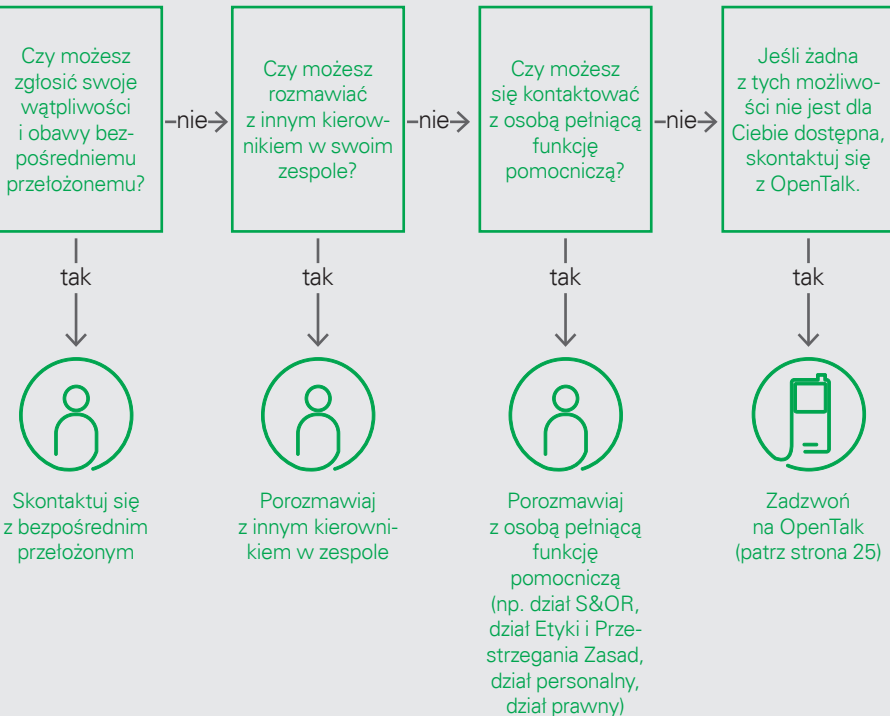 Czy możesz
zgłosić swoje
wątpliwości
i obawy bez-
pośredniemu
przełożonemu?
nie
Czy możesz
rozmawiać
z innym kierow-
nikiem w swoim
zespole?
nie
Czy możesz
się kontaktować
z osobą pełniącą
funkcję
pomocniczą?
nie
Jeśli żadna
z tych możliwo-
ści nie jest dla
Ciebie dostępna,
skontaktuj się
z OpenTalk.
tak
tak
tak
tak
Skontaktuj się
z bezpośrednim
przełożonym
Porozmawiaj
z innym kierowni-
kiem w zespole
Porozmawiaj
z osobą pełniącą
funkcję
pomocniczą
(np. dział S&OR,
dział Etyki i Prze-
strzegania Zasad,
dział personalny,
dział prawny)
Zadzwoń
na OpenTalk
(patrz strona 25)